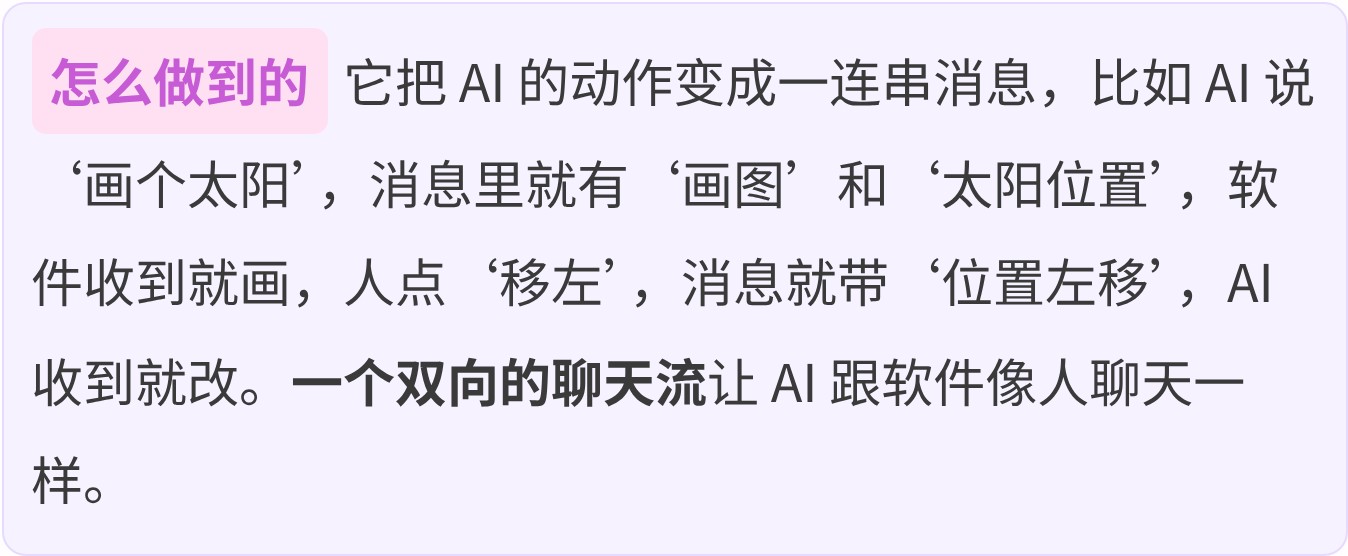 怎么做到的 它把 AI 的动作变成一连串消息，比如 AI 说
‘画个太阳’，消息里就有‘画图’和‘太阳位置’，软
件收到就画，人点‘移左’，消息就带‘位置左移’，AI
收到就改。一个双向的聊天流让 AI 跟软件像人聊天一
样。